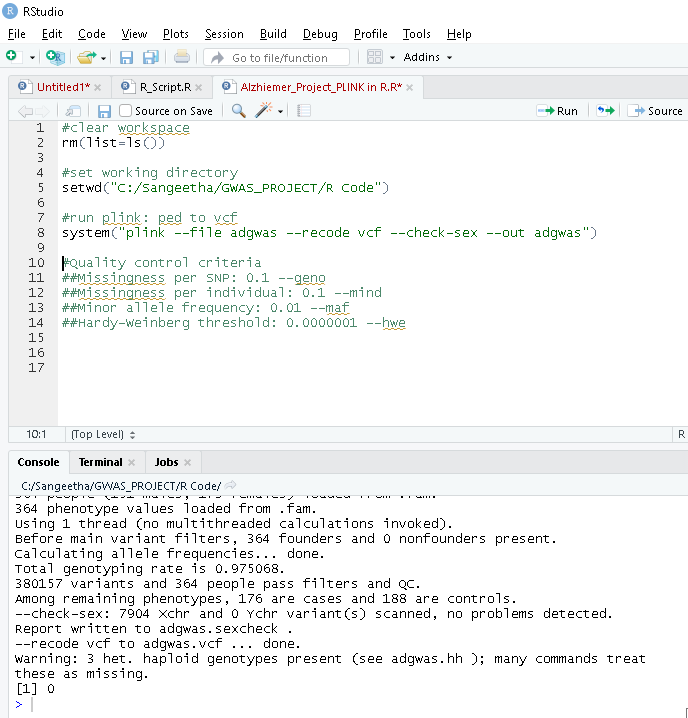 RStudio
File Edit Code View Plots Session Build Debug Profile Tools Help
Go to file/function Addins
Untitled1* R_Script.R Alzhiemer_Project_PLINK in R.R*
Source on Save Run Source
1 #clear workspace
2 rm(list=ls())
3
4 #set working directory
5 setwd("C:/Sangeetha/GWAS_PROJECT/R Code")
6
7 #run plink: ped to vcf
8 system("plink --file adgwas --recode vcf --check-sex --out adgwas")
9
10 #Quality control criteria
11 ##Missingness per SNP: 0.1 --geno
12 ##Missingness per individual: 0.1 --mind
13 ##Minor allele frequency: 0.01 --maf
14 ##Hardy-Weinberg threshold: 0.0000001 --hwe
15
16
17
10:1 (Top Level) R
Console Terminal Jobs
C:/Sangeetha/GWAS_PROJECT/R Code/
people males, females) loaded from .fam.
364 phenotype values loaded from .fam.
Using 1 thread (no multithreaded calculations invoked).
Before main variant filters, 364 founders and 0 nonfounders present.
Calculating allele frequencies... done.
Total genotyping rate is 0.975068.
380157 variants and 364 people pass filters and QC.
Among remaining phenotypes, 176 are cases and 188 are controls.
--check-sex: 7904 Xchr and 0 Ychr variant(s) scanned, no problems detected.
Report written to adgwas.sexcheck .
--recode vcf to adgwas.vcf ... done.
Warning: 3 het. haploid genotypes present (see adgwas.hh ); many commands treat
these as missing.
[1] 0
>